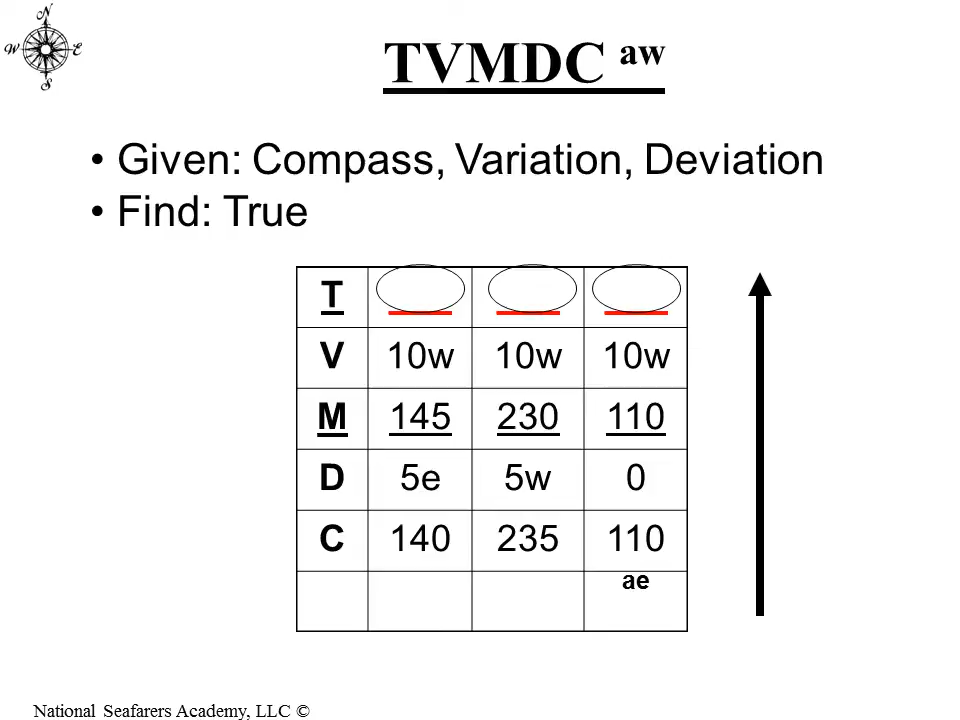 N
W E
S
TVMDC aw
• Given: Compass, Variation, Deviation
• Find: True
T
V 10w 10w 10w
M 145 230 110
D 5e 5w 0
C 140 235 110
ae
National Seafarers Academy, LLC ©